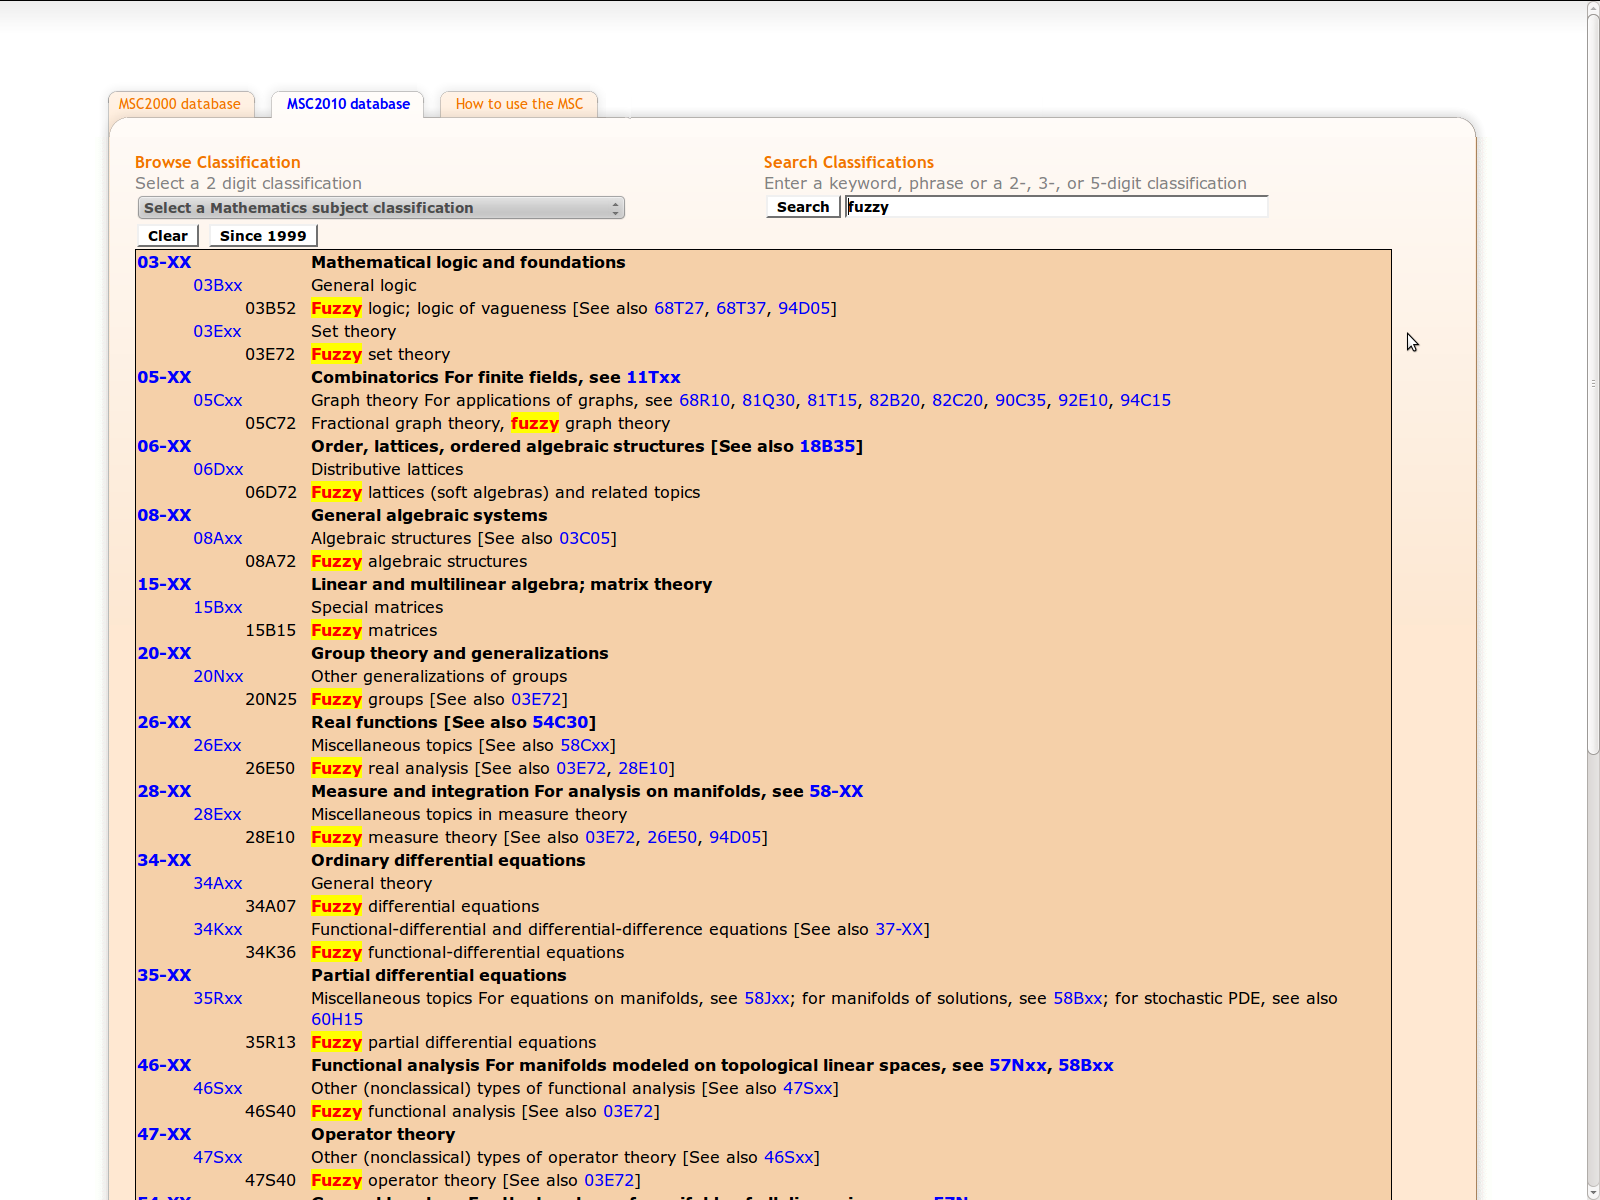 MSC2000 database MSC2010 database How to use the MSC
Browse Classification Search Classifications
Select a 2 digit classification Enter a keyword, phrase or a 2-, 3-, or 5-digit classification
Select a Mathematics subject classification Search fuzzy
Clear Since 1999
03-XX Mathematical logic and foundations
03Bxx General logic
03B52 Fuzzy logic; logic of vagueness [See also 68T27, 68T37, 94D05]
03Exx Set theory
03E72 Fuzzy set theory
05-XX Combinatorics For finite fields, see 11Txx
05Cxx Graph theory For applications of graphs, see 68R10, 81Q30, 81T15, 82B20, 82C20, 90C35, 92E10, 94C15
05C72 Fractional graph theory, fuzzy graph theory
06-XX Order, lattices, ordered algebraic structures [See also 18B35]
06Dxx Distributive lattices
06D72 Fuzzy lattices (soft algebras) and related topics
08-XX General algebraic systems
08Axx Algebraic structures [See also 03C05]
08A72 Fuzzy algebraic structures
15-XX Linear and multilinear algebra; matrix theory
15Bxx Special matrices
15B15 Fuzzy matrices
20-XX Group theory and generalizations
20Nxx Other generalizations of groups
20N25 Fuzzy groups [See also 03E72]
26-XX Real functions [See also 54C30]
26Exx Miscellaneous topics [See also 58Cxx]
26E50 Fuzzy real analysis [See also 03E72, 28E10]
28-XX Measure and integration For analysis on manifolds, see 58-XX
28Exx Miscellaneous topics in measure theory
28E10 Fuzzy measure theory [See also 03E72, 26E50, 94D05]
34-XX Ordinary differential equations
34Axx General theory
34A07 Fuzzy differential equations
34Kxx Functional-differential and differential-difference equations [See also 37-XX]
34K36 Fuzzy functional-differential equations
35-XX Partial differential equations
35Rxx Miscellaneous topics For equations on manifolds, see 58Jxx; for manifolds of solutions, see 58Bxx; for stochastic PDE, see also
60H15
35R13 Fuzzy partial differential equations
46-XX Functional analysis For manifolds modeled on topological linear spaces, see 57Nxx, 58Bxx
46Sxx Other (nonclassical) types of functional analysis [See also 47Sxx]
46S40 Fuzzy functional analysis [See also 03E72]
47-XX Operator theory
47Sxx Other (nonclassical) types of operator theory [See also 46Sxx]
47S40 Fuzzy operator theory [See also 03E72]